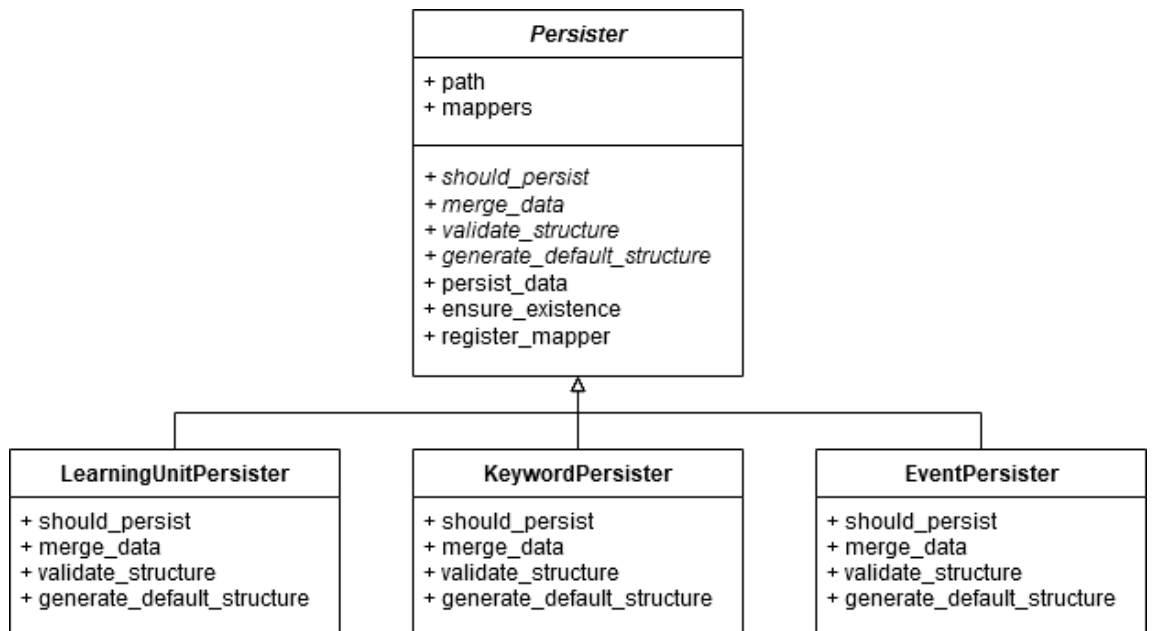 Persister
+ path
+ mappers
+ should_persist
+ merge_data
+ validate_structure
+ generate_default_structure
+ persist_data
+ ensure_existence
+ register_mapper
LearningUnitPersister
+ should_persist
+ merge_data
+ validate_structure
+ generate_default_structure
KeywordPersister
+ should_persist
+ merge_data
+ validate_structure
+ generate_default_structure
EventPersister
+ should_persist
+ merge_data
+ validate_structure
+ generate_default_structure